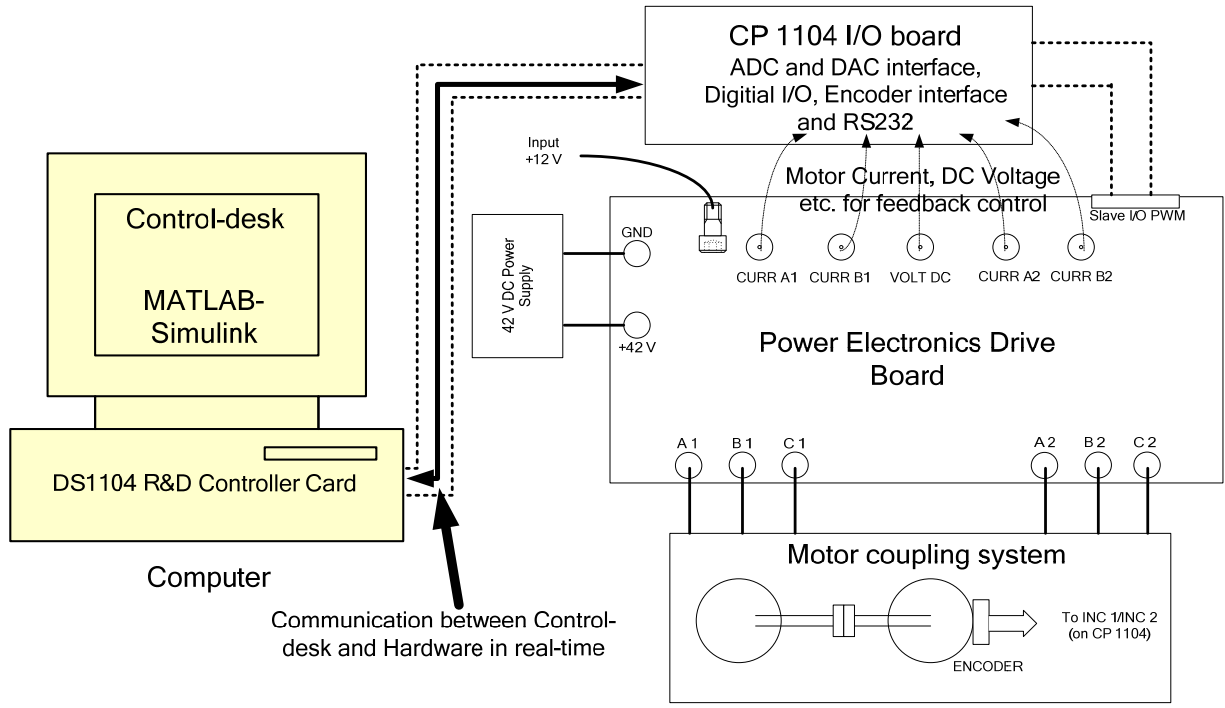 CP 1104 I/O board
ADC and DAC interface,
Digitial I/O, Encoder interface
and RS232
Input
+12 V
Motor Current, DC Voltage
etc. for feedback control
Slave I/O PWM
Control-desk
MATLAB-
Simulink
42 V DC Power
Supply
GND
+42 V
CURR A1
CURR B1
VOLT DC
CURR A2
CURR B2
Power Electronics Drive
Board
A 1
B 1
C 1
A 2
B 2
C 2
DS1104 R&D Controller Card
Computer
Communication between Control-
desk and Hardware in real-time
Motor coupling system
To INC 1/INC 2
(on CP 1104)
ENCODER